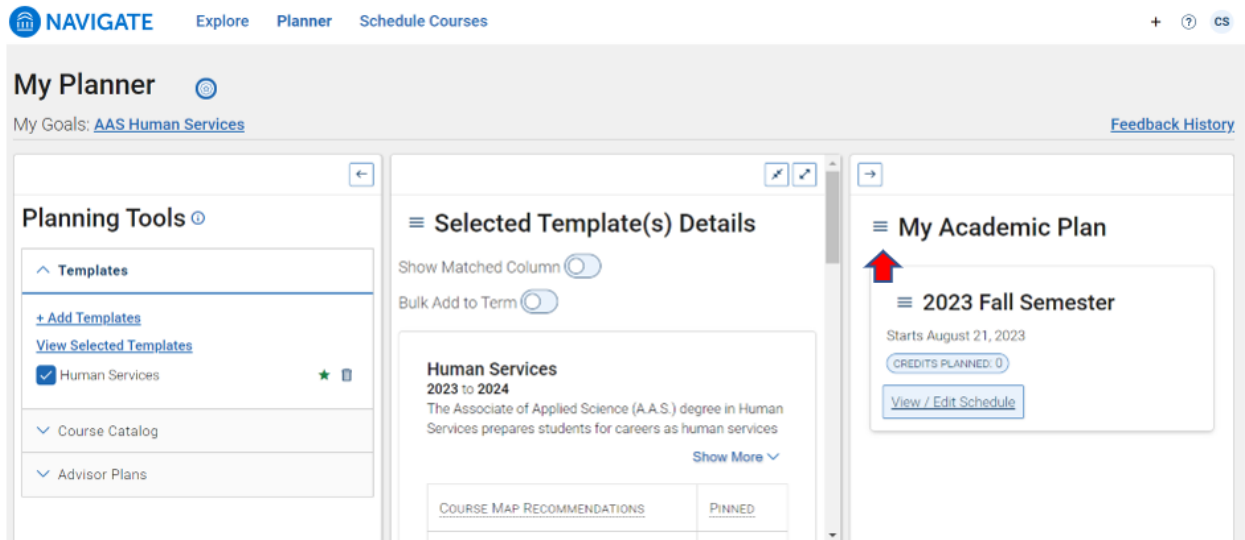 NAVIGATE Explore Planner Schedule Courses + ? CS
My Planner
My Goals: AAS Human Services Feedback History
Planning Tools
Templates
+ Add Templates
View Selected Templates
Human Services
Course Catalog
Advisor Plans
Selected Template(s) Details
Show Matched Column
Bulk Add to Term
Human Services
2023 to 2024
The Associate of Applied Science (A.A.S.) degree in Human
Services prepares students for careers as human services
Show More
COURSE MAP RECOMMENDATIONS PINNED
My Academic Plan
2023 Fall Semester
Starts August 21, 2023
CREDITS PLANNED: 0
View / Edit Schedule